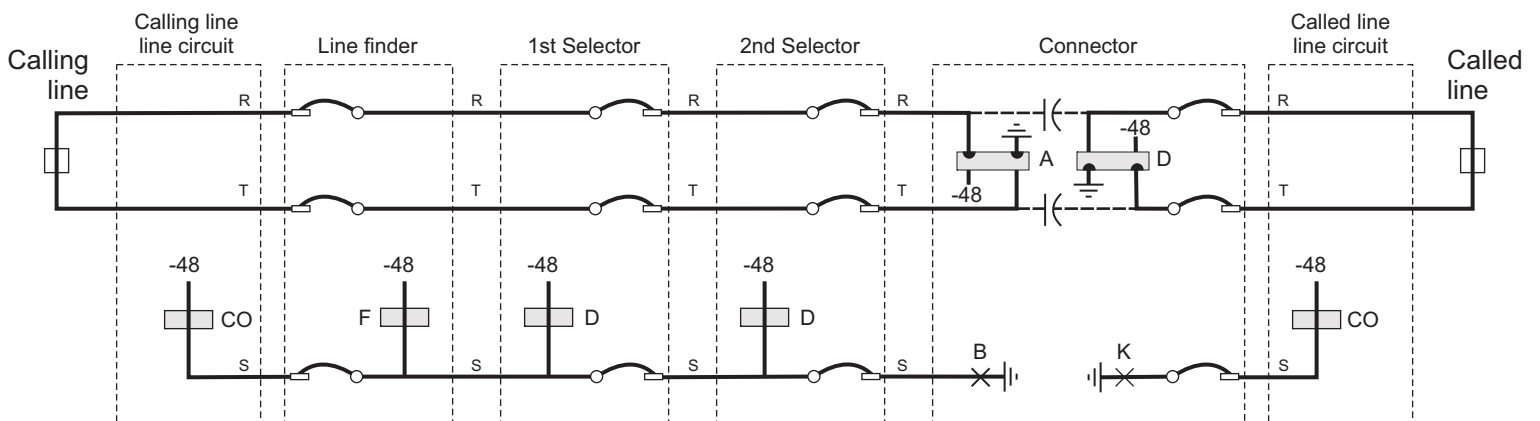 Calling line
line circuit
Line finder
1st Selector
2nd Selector
Connector
Called line
line circuit
Calling
line
Called
line
R
R
R
R
R
-48
A
D
-48
T
T
T
T
T
-48
-48
-48
-48
-48
CO
F
D
D
CO
S
S
S
S
B
K
S